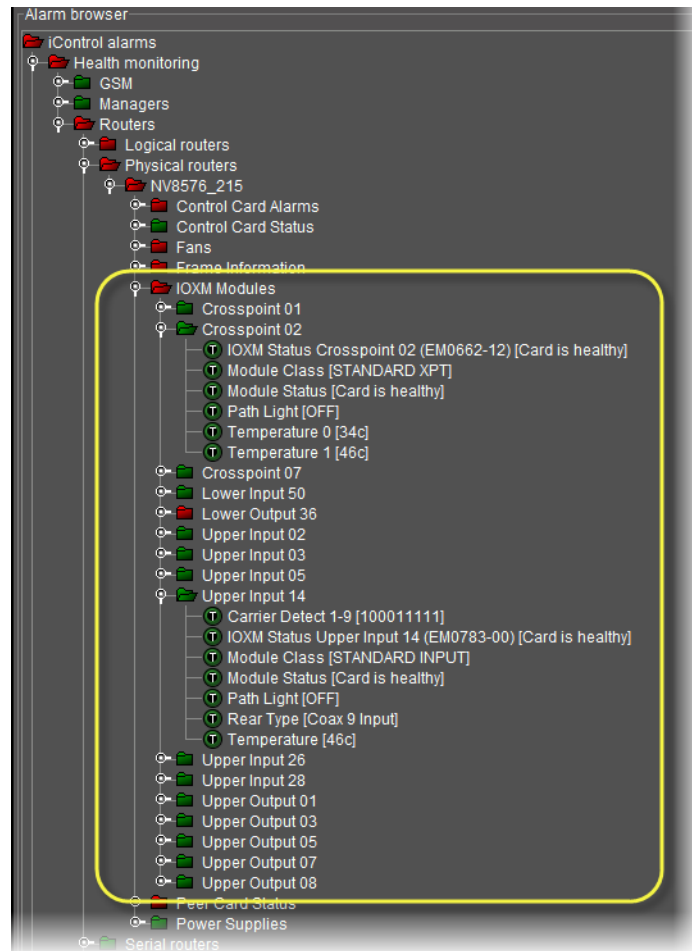 Alarm browser
iControl alarms
Health monitoring
GSM
Managers
Routers
Logical routers
Physical routers
NV8576_215
Control Card Alarms
Control Card Status
Fans
Frame Information
IOXM Modules
Crosspoint 01
Crosspoint 02
IOXM Status Crosspoint 02 (EM0662-12) [Card is healthy]
Module Class [STANDARD XPT]
Module Status [Card is healthy]
Path Light [OFF]
Temperature 0 [34c]
Temperature 1 [46c]
Crosspoint 07
Lower Input 50
Lower Output 36
Upper Input 02
Upper Input 03
Upper Input 05
Upper Input 14
Carrier Detect 1-9 [100011111]
IOXM Status Upper Input 14 (EM0783-00) [Card is healthy]
Module Class [STANDARD INPUT]
Module Status [Card is healthy]
Path Light [OFF]
Rear Type [Coax 9 Input]
Temperature [46c]
Upper Input 26
Upper Input 28
Upper Output 01
Upper Output 03
Upper Output 05
Upper Output 07
Upper Output 08
Peer Card Status
Power Supplies
Serial routers